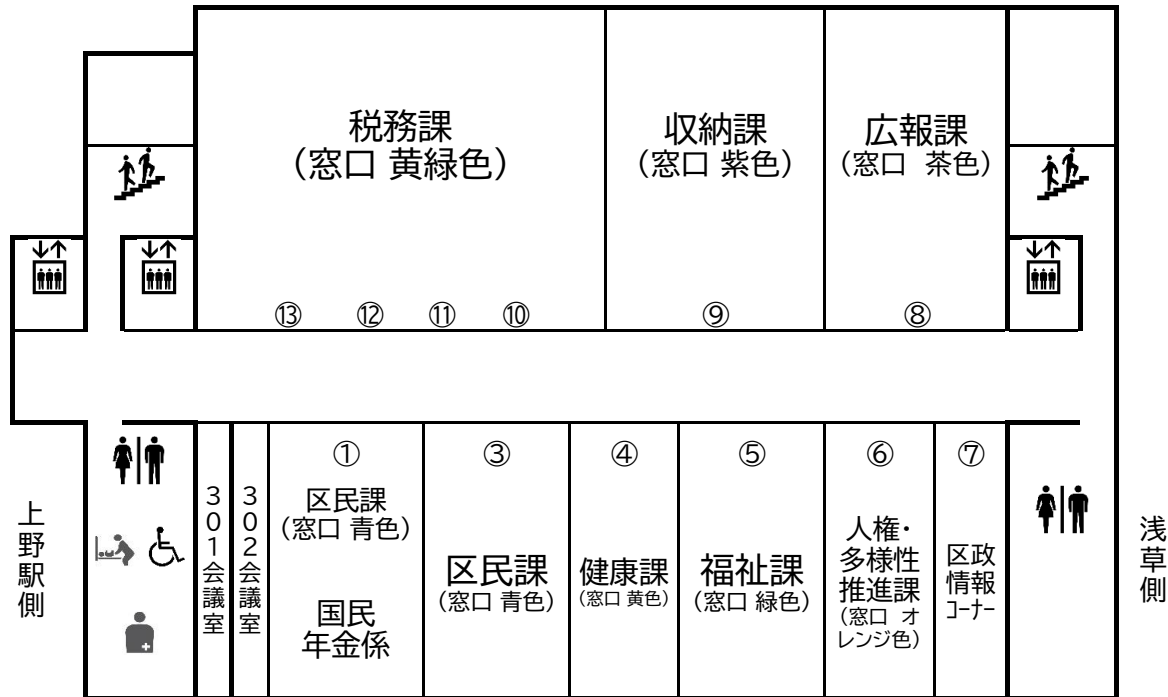 税務課
（窓口 黄緑色）
収納課
（窓口 紫色）
広報課
（窓口 茶色）
⑬
⑫
⑪
⑩
⑨
⑧
上野駅側
301会議室
302会議室
①
区民課
（窓口 青色）
国民
年金係
③
区民課
（窓口 青色）
④
健康課
（窓口 黄色）
⑤
福祉課
（窓口 緑色）
⑥
人権・
多様性
推進課
（窓口 オ
レンジ色）
⑦
区政
情報
コーナー
浅草側